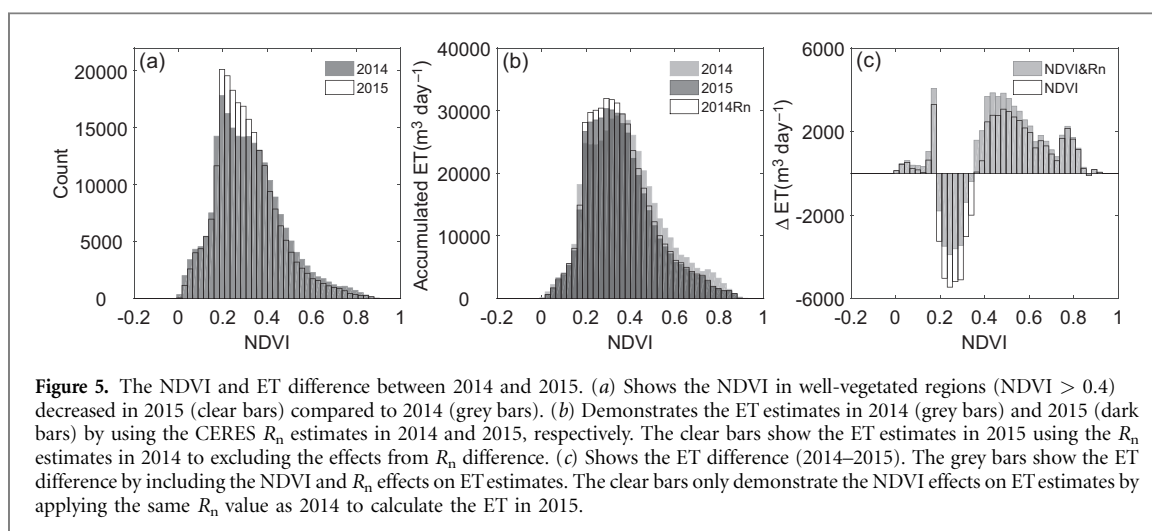 (a)
2014
2015
20000
15000
10000
5000
0
Count
-0.2 0 0.2 0.4 0.6 0.8 1
NDVI
(b)
2014
2015
2014Rn
40000
30000
20000
10000
0
Accumulated ET(m³ day⁻¹)
-0.2 0 0.2 0.4 0.6 0.8 1
NDVI
(c)
NDVI&Rn
NDVI
6000
2000
-2000
-6000
Δ ET(m³ day⁻¹)
-0.2 0 0.2 0.4 0.6 0.8 1
NDVI
Figure 5. The NDVI and ET difference between 2014 and 2015. (a) Shows the NDVI in well-vegetated regions (NDVI > 0.4)
decreased in 2015 (clear bars) compared to 2014 (grey bars). (b) Demonstrates the ET estimates in 2014 (grey bars) and 2015 (dark
bars) by using the CERES Rn estimates in 2014 and 2015, respectively. The clear bars show the ET estimates in 2015 using the Rn
estimates in 2014 to excluding the effects from Rn difference. (c) Shows the ET difference (2014–2015). The grey bars show the ET
difference by including the NDVI and Rn effects on ET estimates. The clear bars only demonstrate the NDVI effects on ET estimates by
applying the same Rn value as 2014 to calculate the ET in 2015.